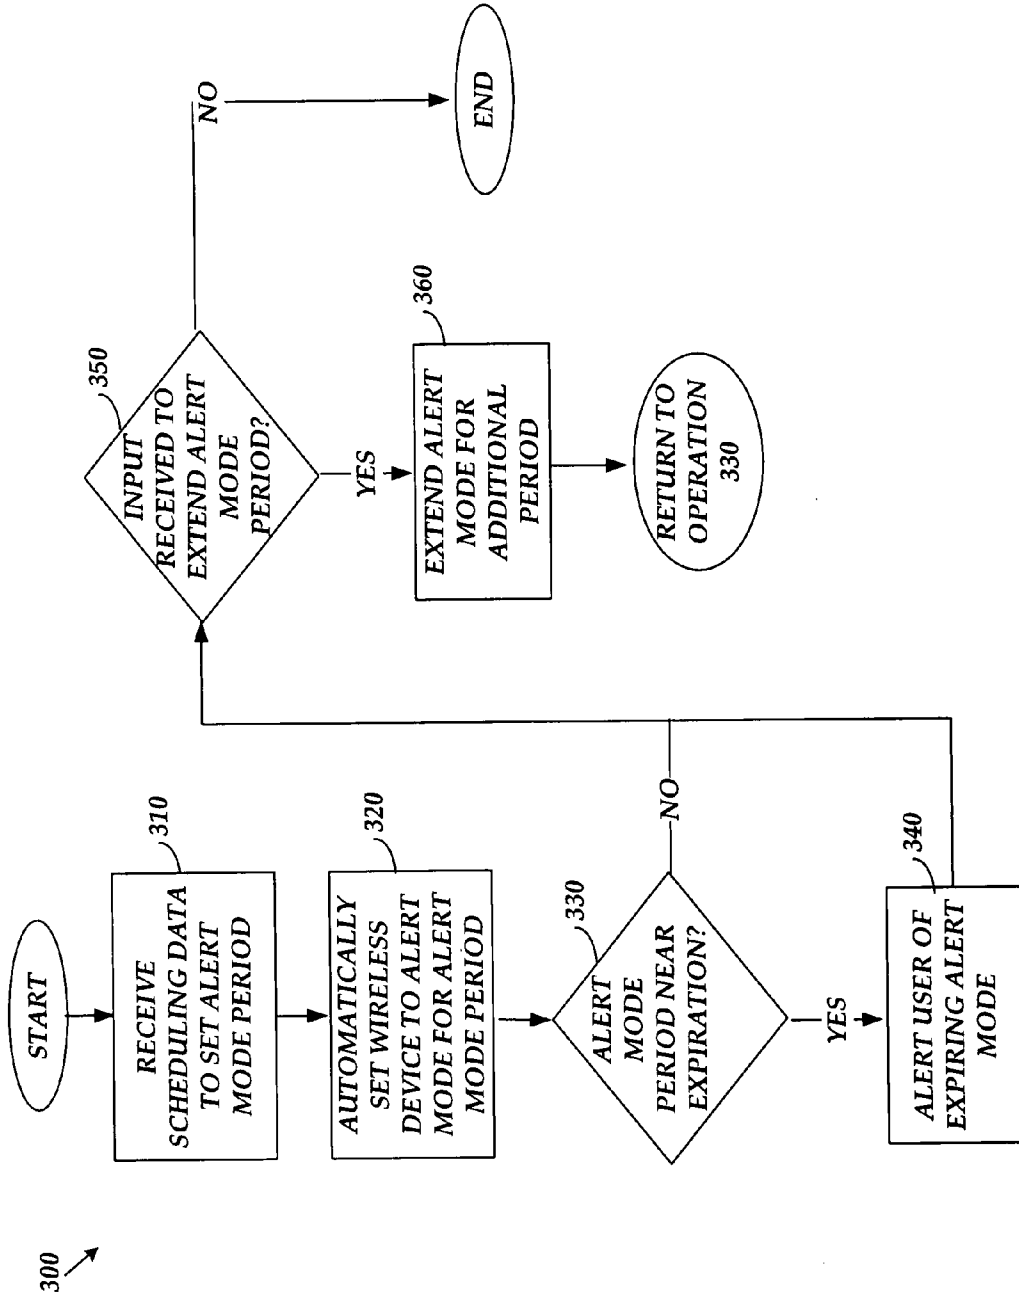 300
START
310
RECEIVE
SCHEDULING DATA
TO SET ALERT
MODE PERIOD
320
AUTOMATICALLY
SET WIRELESS
DEVICE TO ALERT
MODE FOR ALERT
MODE PERIOD
330
ALERT
MODE
PERIOD NEAR
EXPIRATION?
NO
YES
340
ALERT USER OF
EXPIRING ALERT
MODE
350
INPUT
RECEIVED TO
EXTEND ALERT
MODE
PERIOD?
NO
END
YES
360
EXTEND ALERT
MODE FOR
ADDITIONAL
PERIOD
RETURN TO
OPERATION
330